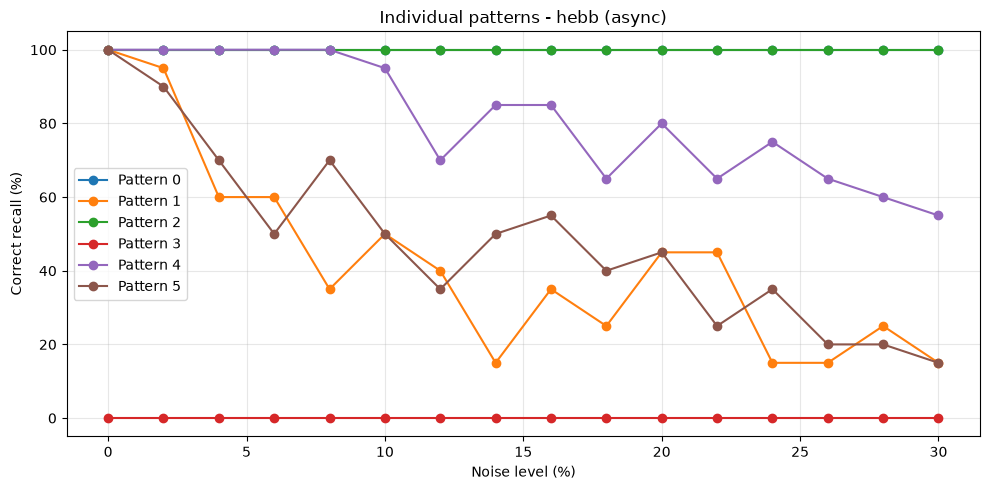 Individual patterns - hebb (async)
Correct recall (%)
100
80
60
40
20
0
Pattern 0
Pattern 1
Pattern 2
Pattern 3
Pattern 4
Pattern 5
0 5 10 15 20 25 30
Noise level (%)